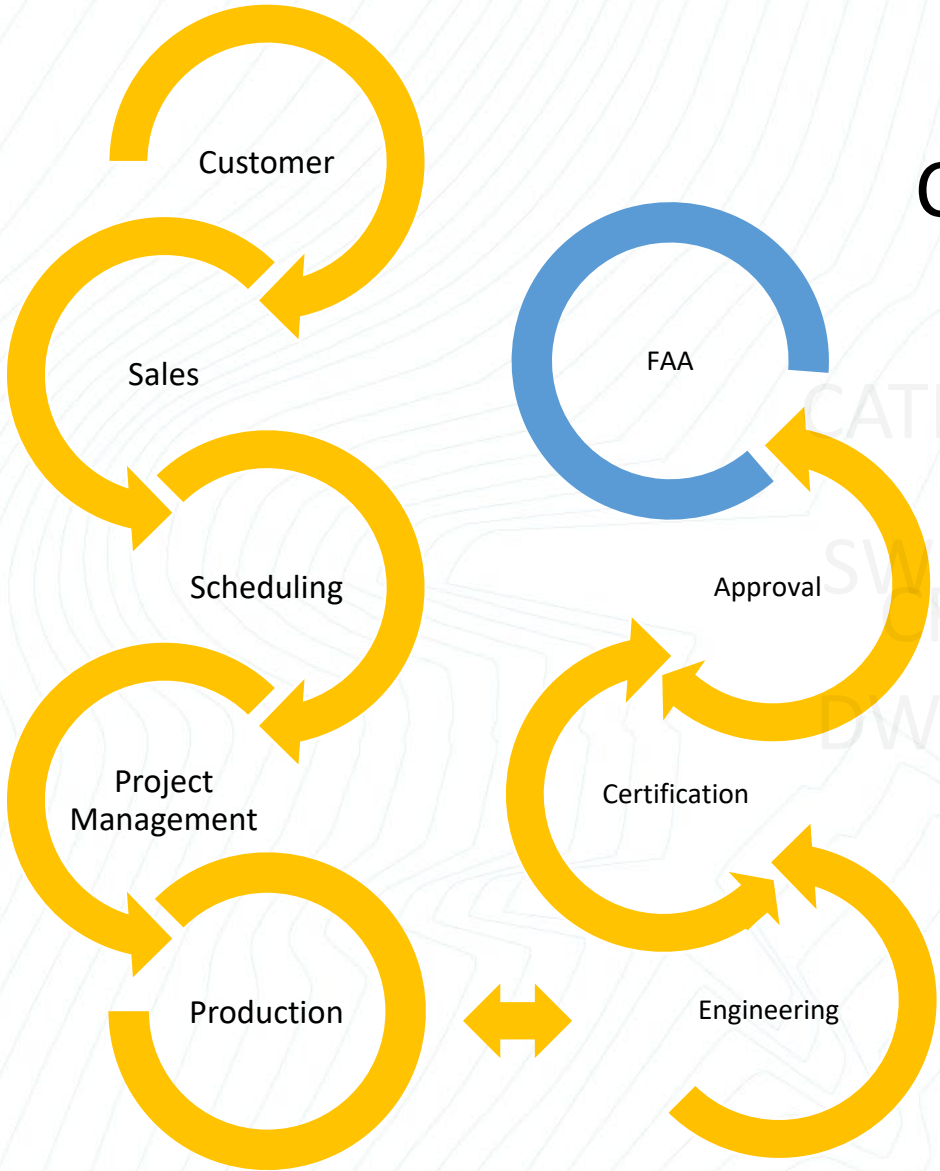 Customer
Sales
Scheduling
Project
Management
Production
FAA
Approval
Certification
Engineering